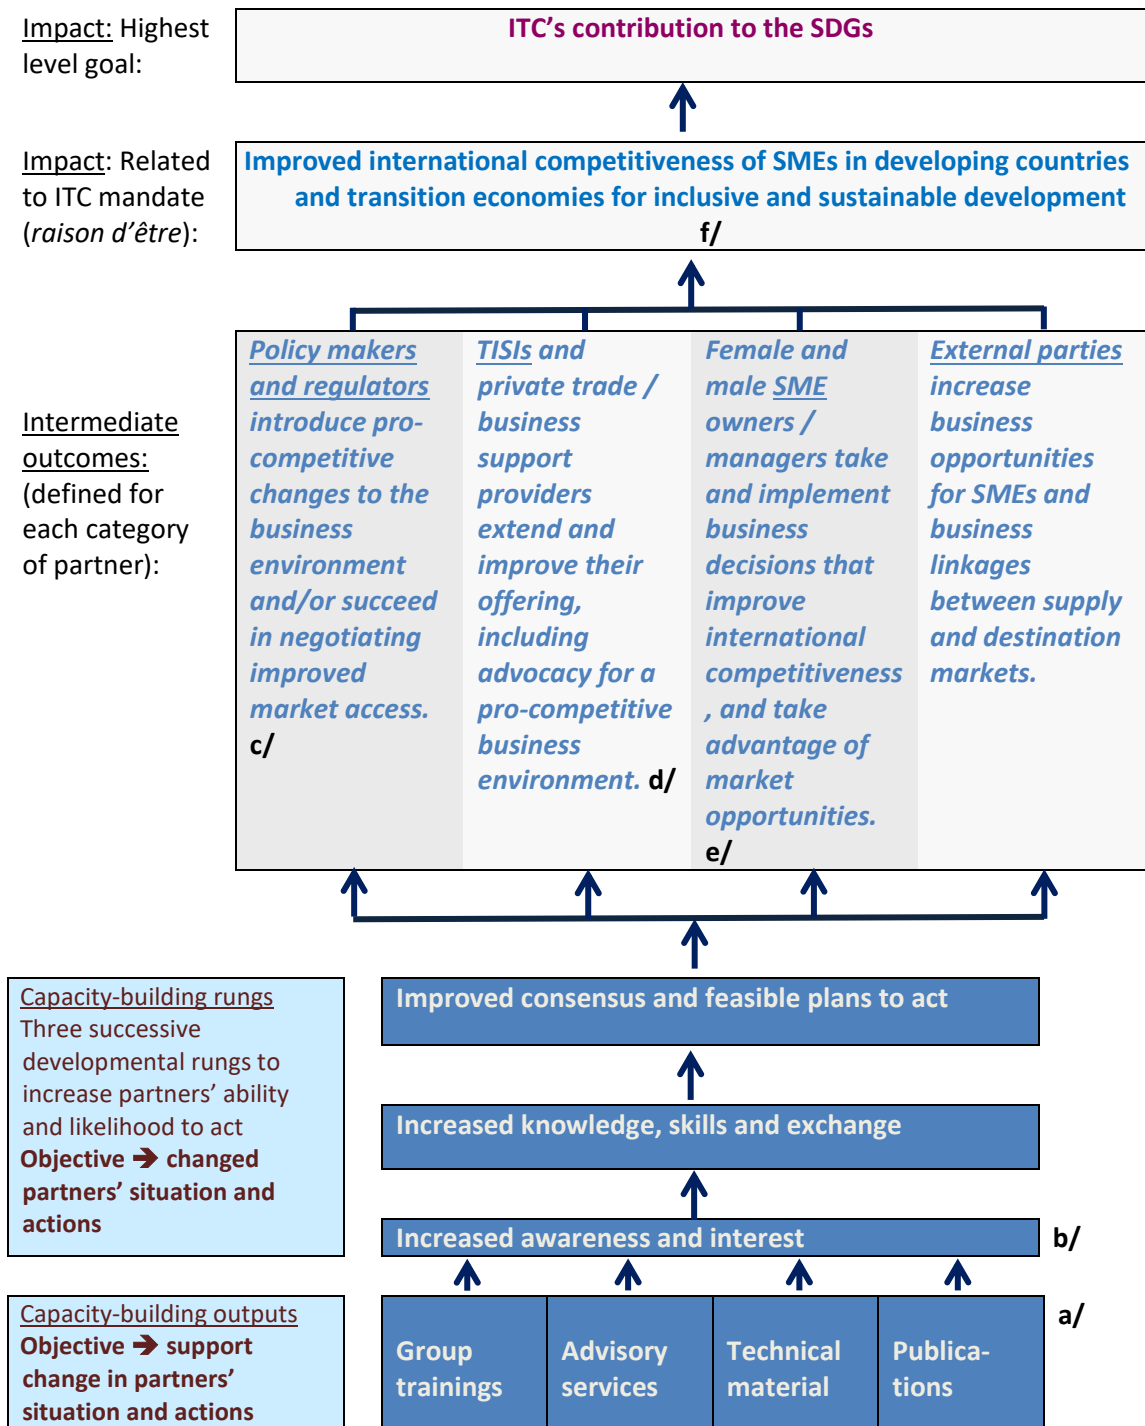 Impact: Highest
level goal:
ITC's contribution to the SDGs
Impact: Related
to ITC mandate
(raison d'être):
Improved international competitiveness of SMEs in developing countries
and transition economies for inclusive and sustainable development
f/
Intermediate
outcomes:
(defined for
each category
of partner):
Policy makers
and regulators
introduce pro-
competitive
changes to the
business
environment
and/or succeed
in negotiating
improved
market access.
c/
TISIs and
private trade /
business
support
providers
extend and
improve their
offering,
including
advocacy for a
pro-competitive
business
environment. d/
Female and
male SME
owners /
managers take
and implement
business
decisions that
improve
international
competitiveness
, and take
advantage of
market
opportunities.
e/
External parties
increase
business
opportunities
for SMEs and
business
linkages
between supply
and destination
markets.
Capacity-building rungs
Three successive
developmental rungs to
increase partners' ability
and likelihood to act
Objective ➔ changed
partners' situation and
actions
Improved consensus and feasible plans to act
Increased knowledge, skills and exchange
Increased awareness and interest
b/
Capacity-building outputs
Objective ➔ support
change in partners'
situation and actions
Group
trainings
Advisory
services
Technical
material
Publica-
tions
a/